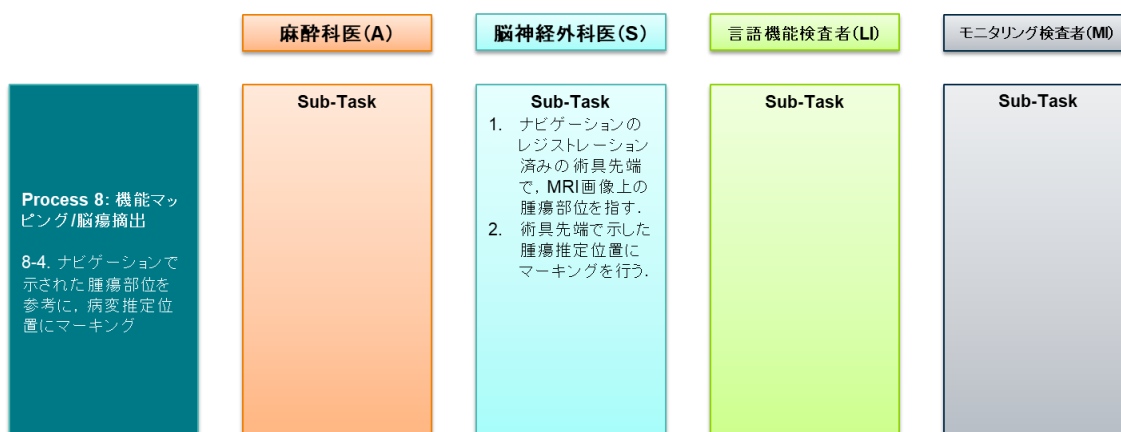 麻酔科医(A)
脳神経外科医(S)
言語機能検査者(LI)
モニタリング検査者(MI)
Process 8: 機能マッ
ピング/脳瘍摘出
8-4. ナビゲーションで
示された腫瘍部位を
参考に, 病変推定位
置にマーキング
Sub-Task
Sub-Task
1. ナビゲーションの
レジストレーション
済みの術具先端
で, MRI画像上の
腫瘍部位を指す.
2. 術具先端で示した
腫瘍推定位置に
マーキングを行う.
Sub-Task
Sub-Task